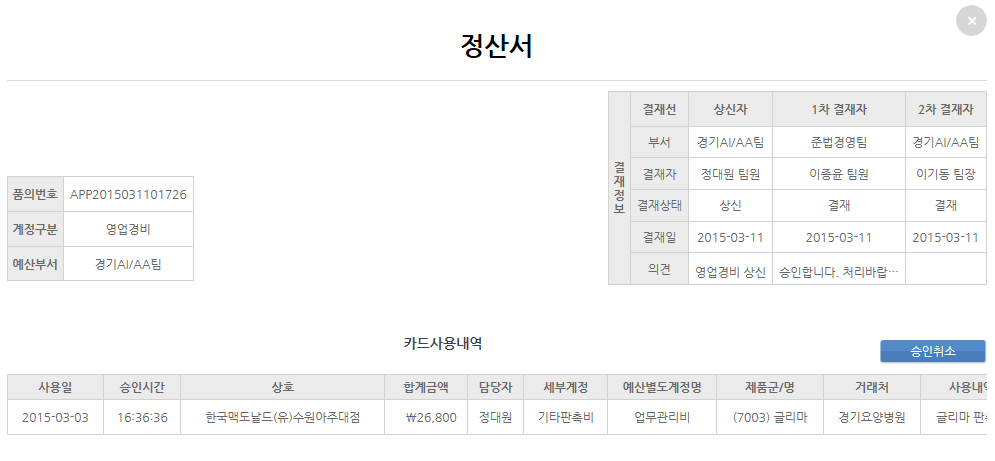 정산서
결재정보
결재선 상신자 1차 결재자 2차 결재자
부서 경기AI/AA팀 준법경영팀 경기AI/AA팀
결재자 정대원 팀원 이종윤 팀원 이기동 팀장
결재상태 상신 결재 결재
결재일 2015-03-11 2015-03-11 2015-03-11
의견 영업경비 상신 승인합니다. 처리바랍…
품의번호 APP2015031101726
계정구분 영업경비
예산부서 경기AI/AA팀
카드사용내역
승인취소
사용일 승인시간 상호 합계금액 담당자 세부계정 예산별도계정명 제품군/명 거래처 사용내
2015-03-03 16:36:36 한국맥도날드(유)수원아주대점 ₩26,800 정대원 기타판촉비 업무관리비 (7003) 글리마 경기요양병원 글리마 판